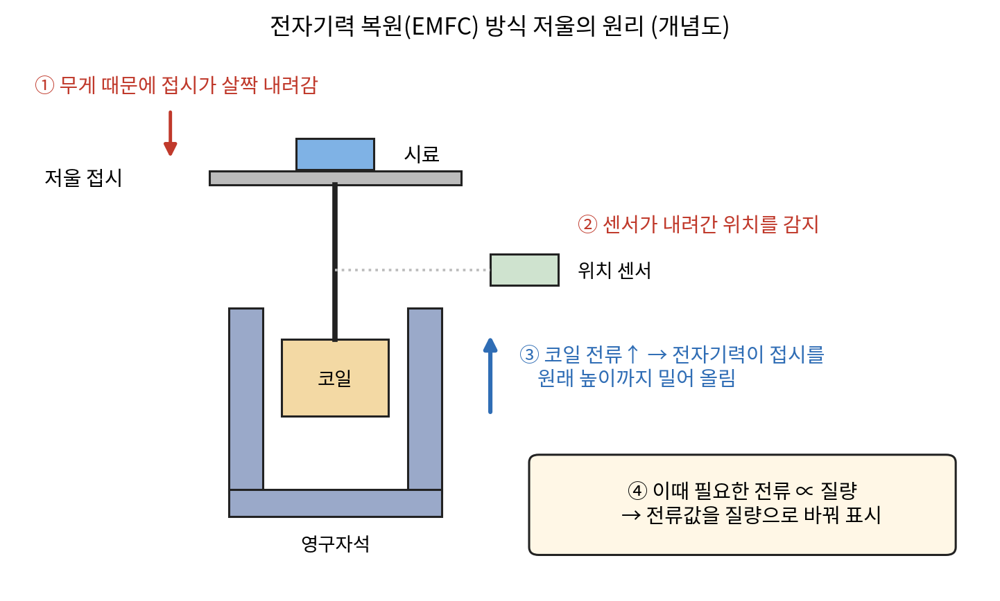 전자기력 복원(EMFC) 방식 저울의 원리 (개념도)
① 무게 때문에 접시가 살짝 내려감
시료
저울 접시
② 센서가 내려간 위치를 감지
위치 센서
③ 코일 전류↑ → 전자기력이 접시를
원래 높이까지 밀어 올림
코일
④ 이때 필요한 전류 ∝ 질량
→ 전류값을 질량으로 바꿔 표시
영구자석